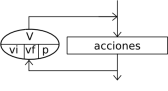 V
vi vf p
acciones